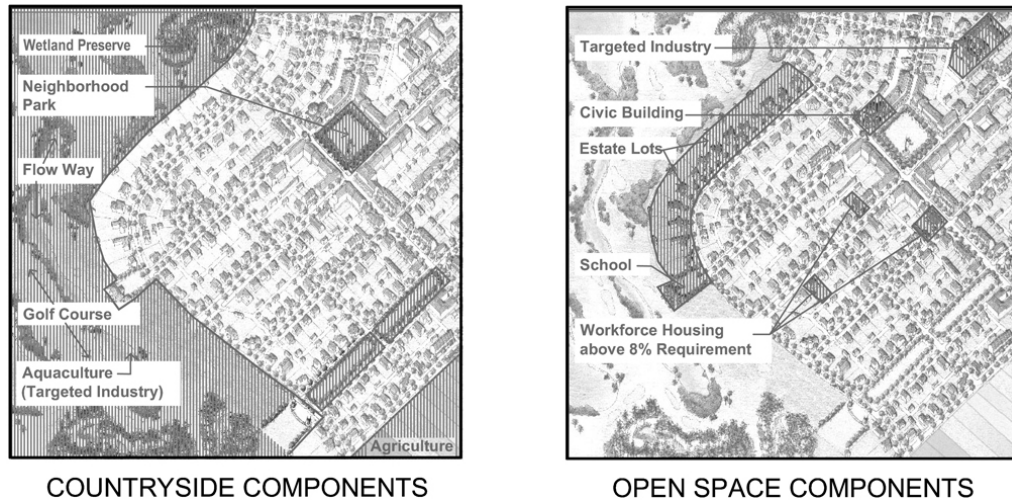 Wetland Preserve
Neighborhood
Park
Flow Way
Golf Course
Aquaculture
(Targeted Industry)
Agriculture
COUNTRYSIDE COMPONENTS
Targeted Industry
Civic Building
Estate Lots
School
Workforce Housing
above 8% Requirement
OPEN SPACE COMPONENTS